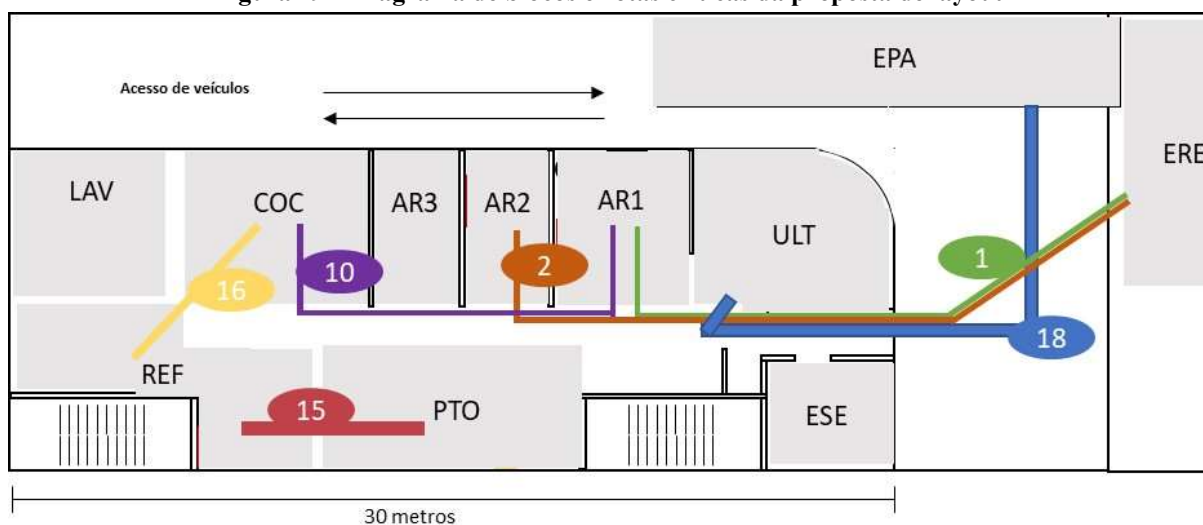 EPA
Acesso de veículos
ERE
LAV
COC
AR3
AR2
AR1
ULT
1
2
10
16
18
REF
15
PTO
ESE
30 metros